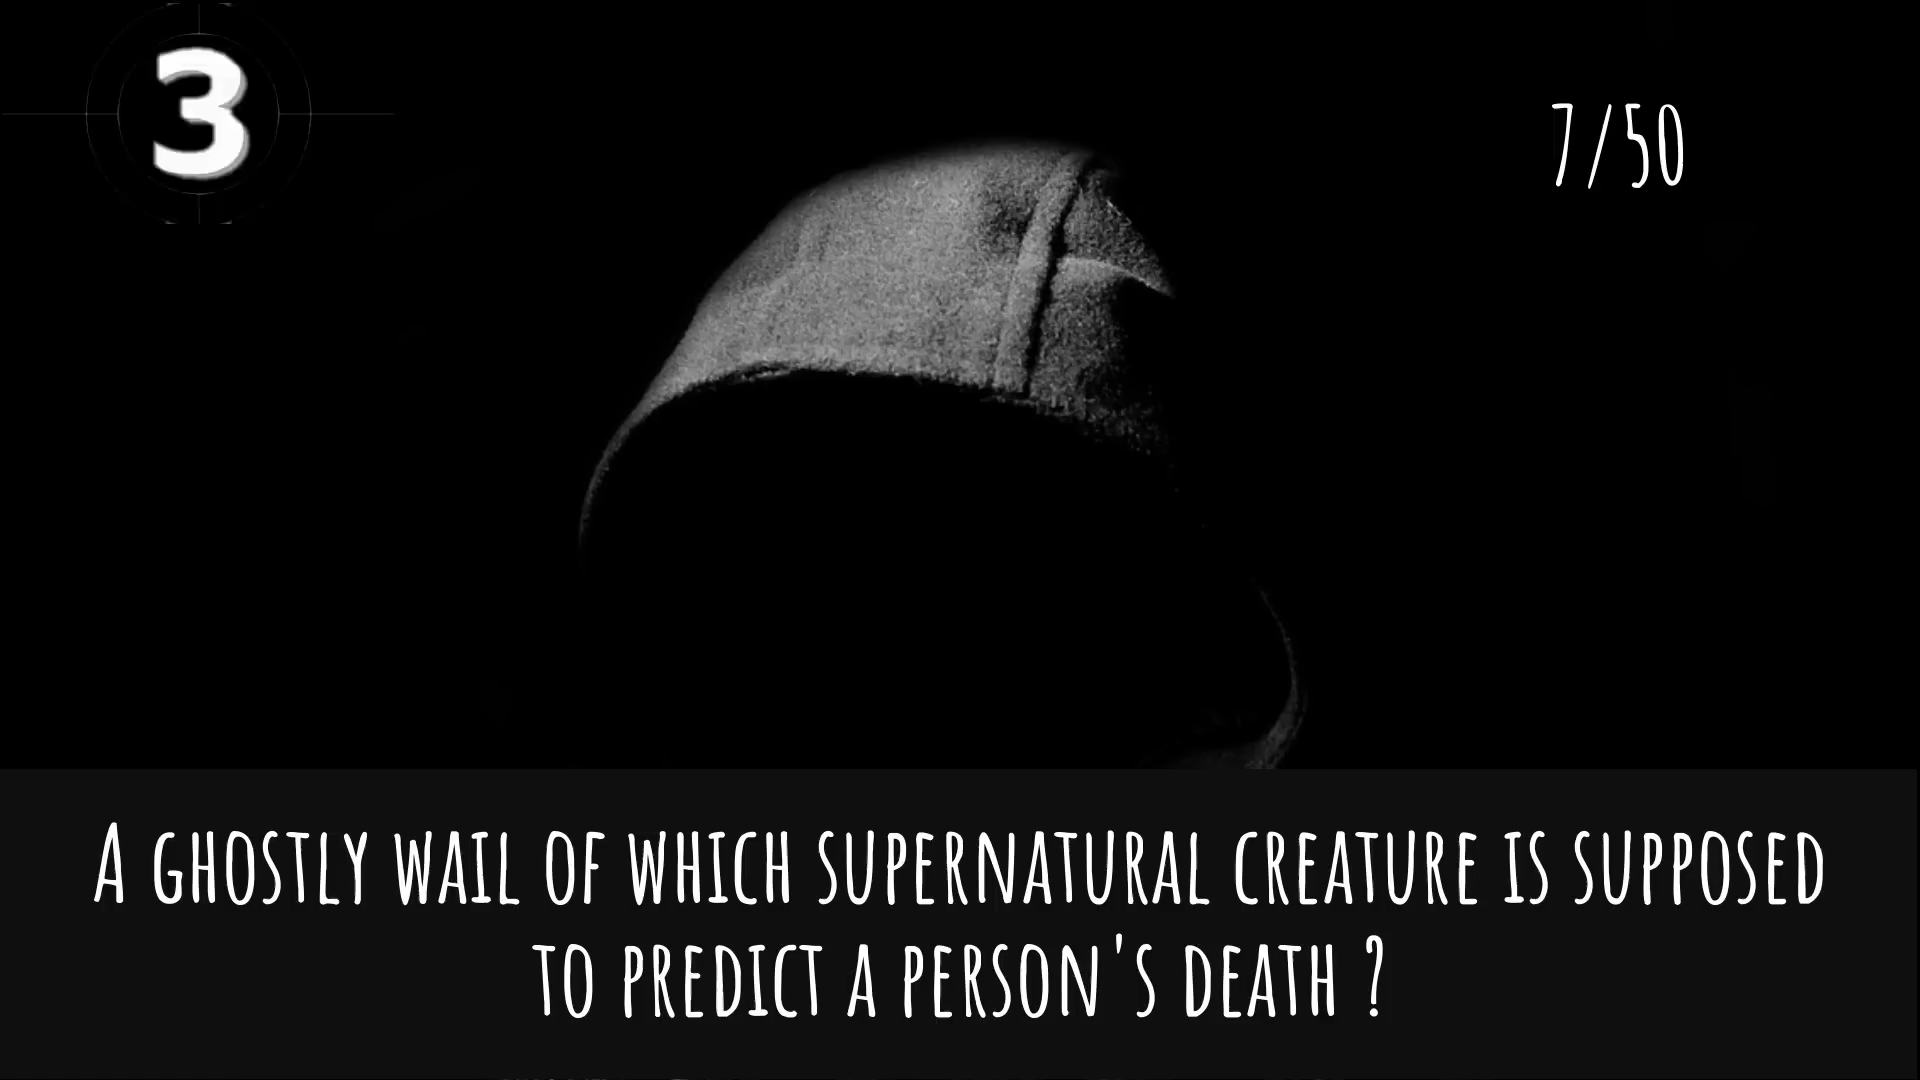 3
7/50
A GHOSTLY WAIL OF WHICH SUPERNATURAL CREATURE IS SUPPOSED
TO PREDICT A PERSON'S DEATH ?